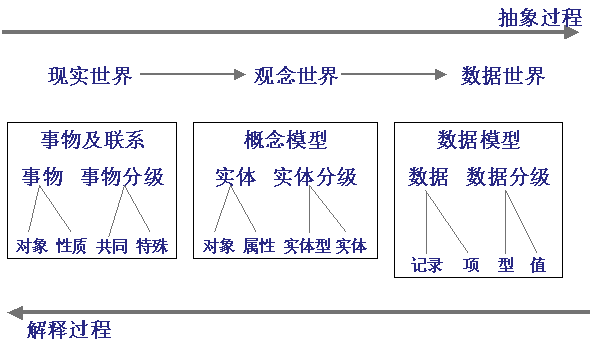 抽象过程
现实世界 观念世界 数据世界
事物及联系 概念模型 数据模型
事物 事物分级 实体 实体分级 数据 数据分级
对象 性质 共同 特殊 对象 属性 实体型 实体
记录 项 型 值
解释过程